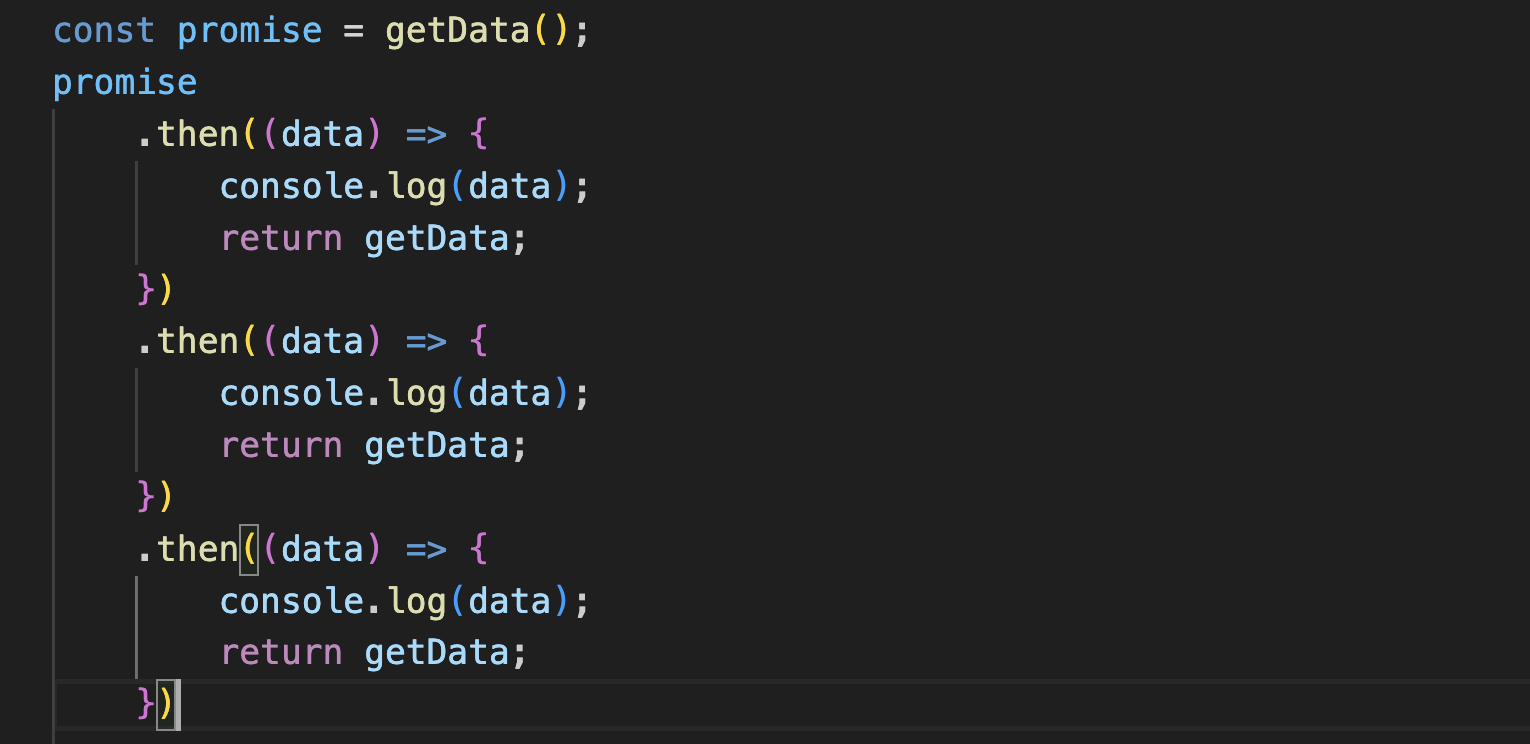 const promise = getData();
promise
    .then((data) => {
        console.log(data);
        return getData;
    })
    .then((data) => {
        console.log(data);
        return getData;
    })
    .then((data) => {
        console.log(data);
        return getData;
    })